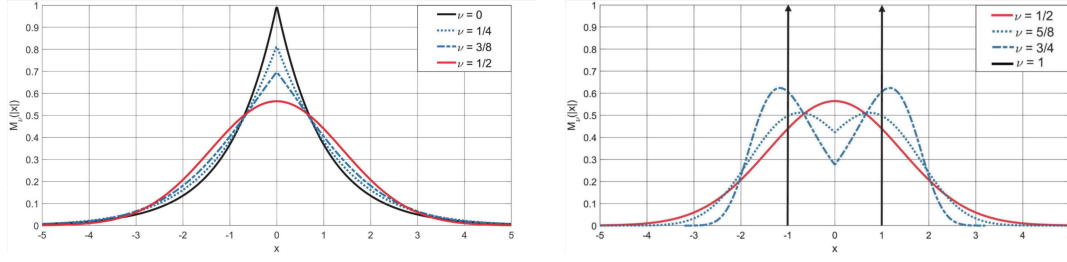 1
0.9
0.8
0.7
0.6
0.5
0.4
0.3
0.2
0.1
0
-5 -4 -3 -2 -1 0 1 2 3 4 5
x
M_ν(|x|)
ν = 0
ν = 1/4
ν = 3/8
ν = 1/2
1
0.9
0.8
0.7
0.6
0.5
0.4
0.3
0.2
0.1
0
-5 -4 -3 -2 -1 0 1 2 3 4
x
M_ν(|x|)
ν = 1/2
ν = 5/8
ν = 3/4
ν = 1